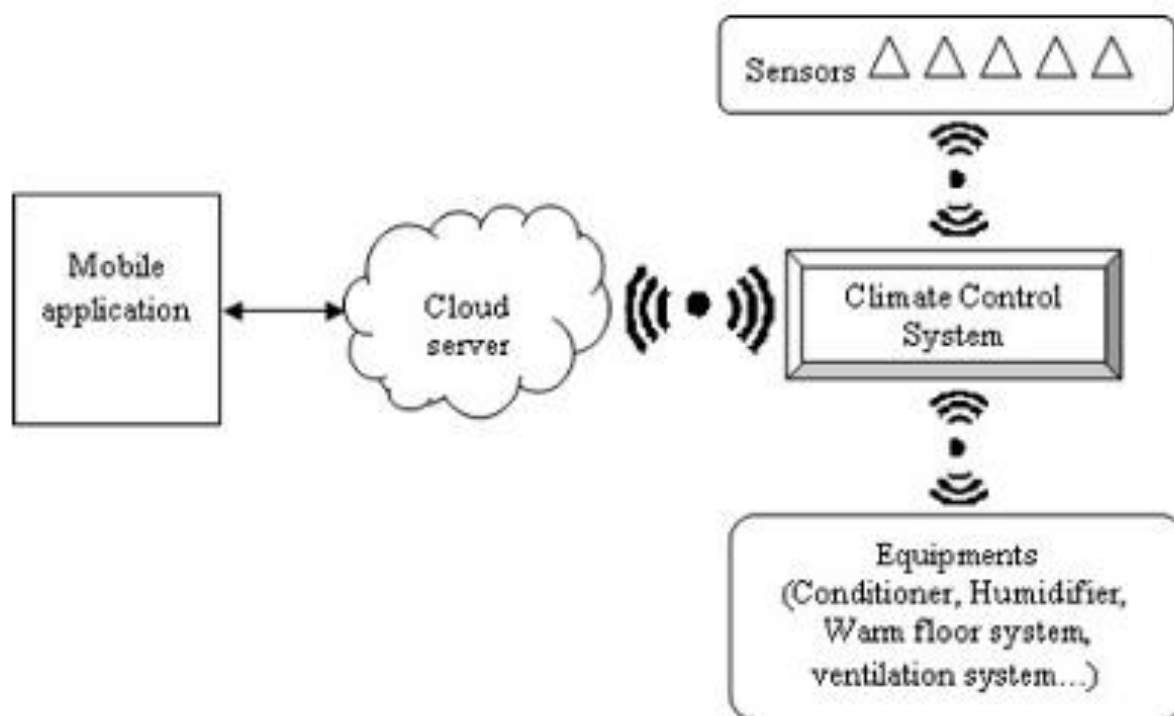 Sensors
Mobile
application
Cloud
server
Climate Control
System
Equipments
(Conditioner, Humidifier,
Warm floor system,
ventilation system...)